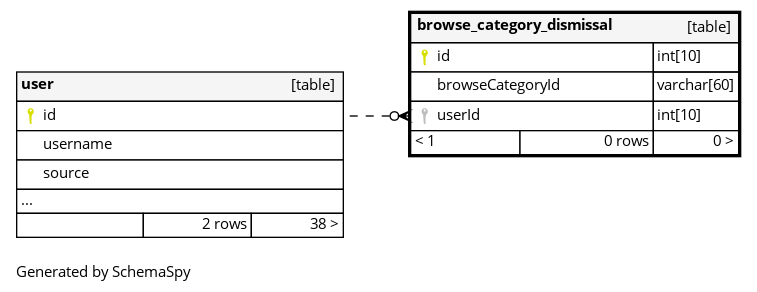 browse_category_dismissal [table]
id int[10]
browseCategoryId varchar[60]
userId int[10]
< 1 0 rows 0 >
user [table]
id
username
source
...
2 rows 38 >
Generated by SchemaSpy